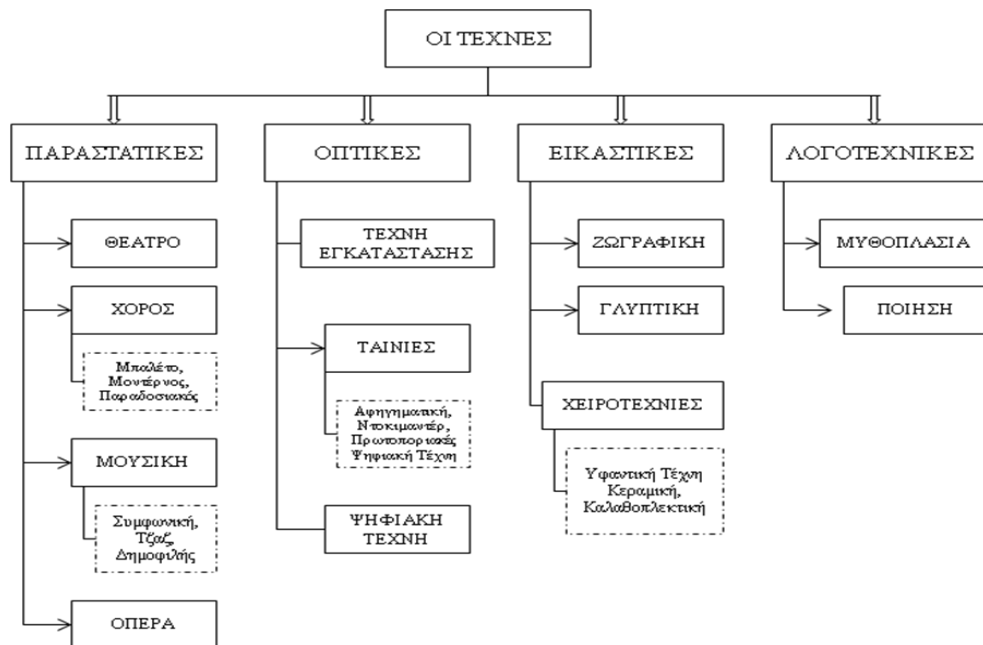 ΟΙ ΤΕΧΝΕΣ
ΠΑΡΑΣΤΑΤΙΚΕΣ
ΘΕΑΤΡΟ
ΧΟΡΟΣ
Μπαλέτο,
Μοντέρνος,
Παραδοσιακός
ΜΟΥΣΙΚΗ
Συμφωνική,
Τζαζ,
Δημοφιλής
ΟΠΕΡΑ
ΟΠΤΙΚΕΣ
ΤΕΧΝΗ
ΕΓΚΑΤΑΣΤΑΣΗΣ
ΤΑΙΝΙΕΣ
Αφηγηματική,
Ντοκιμαντέρ,
Πρωτοποριακές
Ψηφιακή Τέχνη
ΨΗΦΙΑΚΗ
ΤΕΧΝΗ
ΕΙΚΑΣΤΙΚΕΣ
ΖΩΓΡΑΦΙΚΗ
ΓΛΥΠΤΙΚΗ
ΧΕΙΡΟΤΕΧΝΙΕΣ
Υφαντική Τέχνη
Κεραμική,
Καλαθοπλεκτική
ΛΟΓΟΤΕΧΝΙΚΕΣ
ΜΥΘΟΠΛΑΣΙΑ
ΠΟΙΗΣΗ